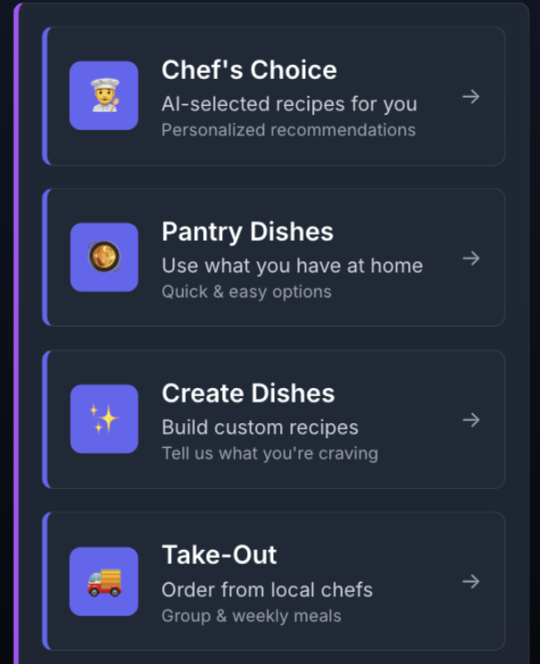 Chef's Choice
AI-selected recipes for you
Personalized recommendations
Pantry Dishes
Use what you have at home
Quick & easy options
Create Dishes
Build custom recipes
Tell us what you're craving
Take-Out
Order from local chefs
Group & weekly meals